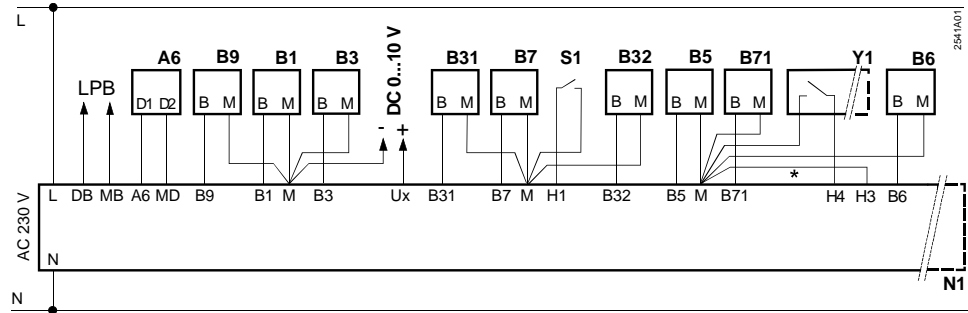 L
2541A01
A6 B9 B1 B3 DC 0...10 V B31 B7 S1 B32 B5 B71 Y1 B6
LPB
D1 D2 B M B M B M B M B M B M B M B M B M
- +
*
L DB MB A6 MD B9 B1 M B3 Ux B31 B7 M H1 B32 B5 M B71 H4 H3 B6
AC 230 V
N
N1
N